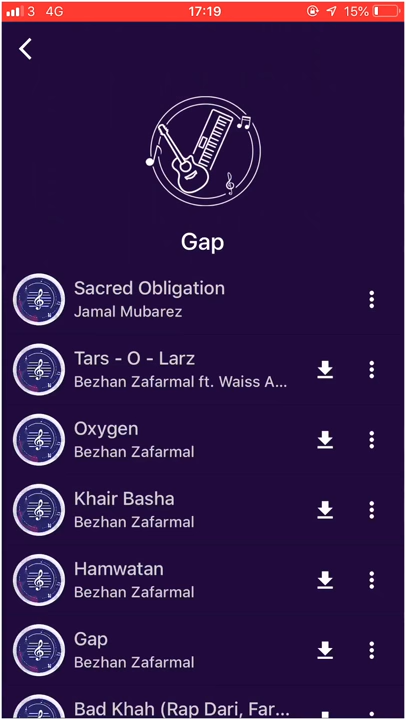 3 4G 17:19 15%
Gap
Sacred Obligation
Jamal Mubarez
Tars - O - Larz
Bezhan Zafarmal ft. Waiss A...
Oxygen
Bezhan Zafarmal
Khair Basha
Bezhan Zafarmal
Hamwatan
Bezhan Zafarmal
Gap
Bezhan Zafarmal
Bad Khah (Rap Dari, Far...